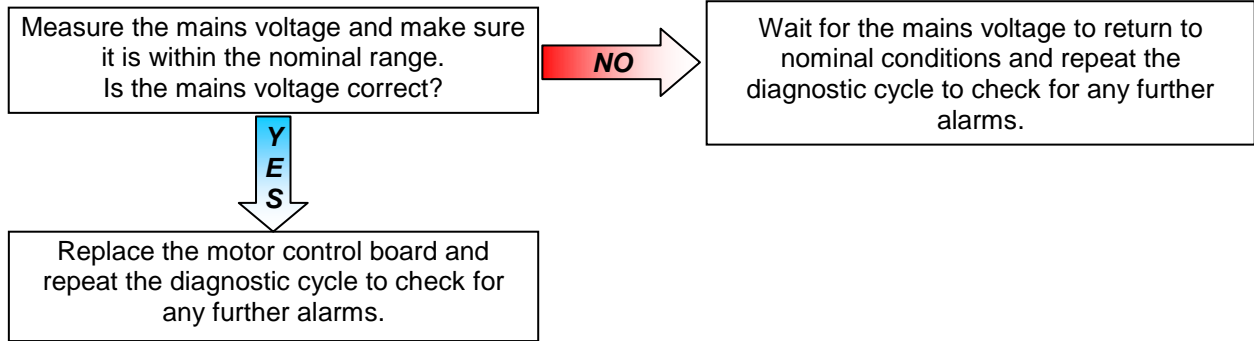 Measure the mains voltage and make sure
it is within the nominal range.
Is the mains voltage correct?
NO
Wait for the mains voltage to return to
nominal conditions and repeat the
diagnostic cycle to check for any further
alarms.
Y
E
S
Replace the motor control board and
repeat the diagnostic cycle to check for
any further alarms.